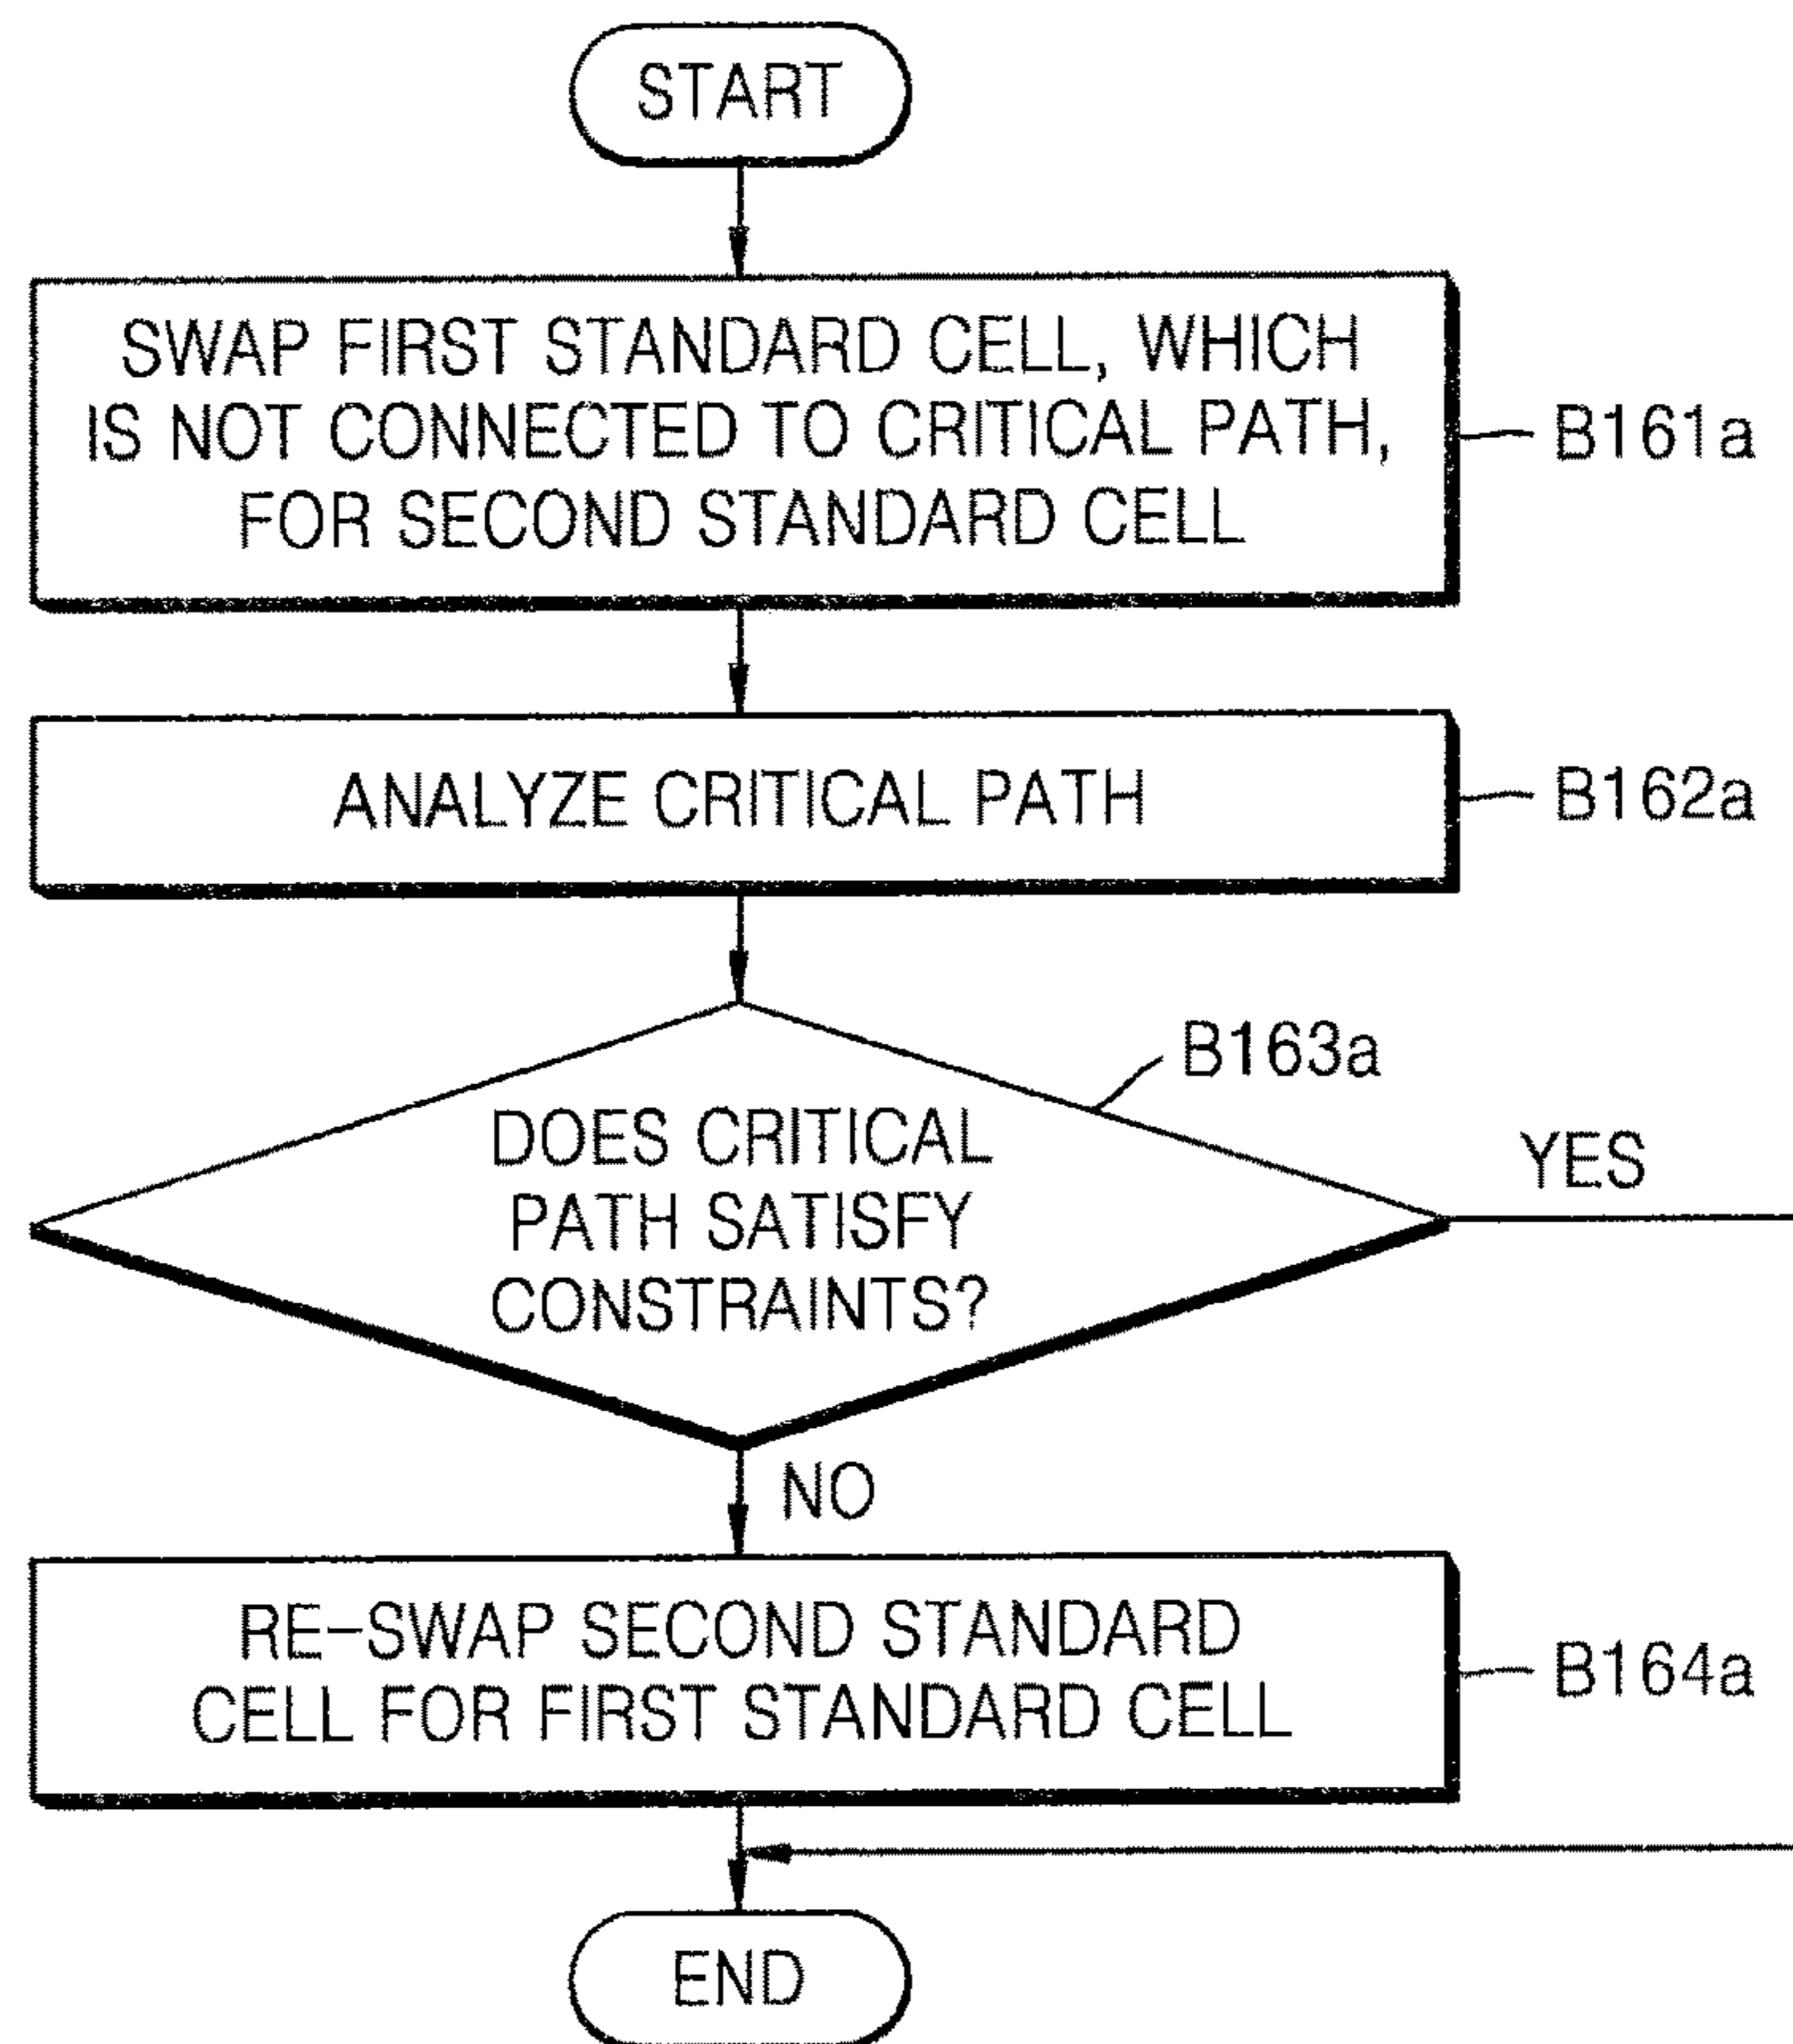 START
SWAP FIRST STANDARD CELL, WHICH
IS NOT CONNECTED TO CRITICAL PATH,
FOR SECOND STANDARD CELL
B161a
ANALYZE CRITICAL PATH
B162a
B163a
DOES CRITICAL
PATH SATISFY
CONSTRAINTS?
YES
NO
RE-SWAP SECOND STANDARD
CELL FOR FIRST STANDARD CELL
B164a
END